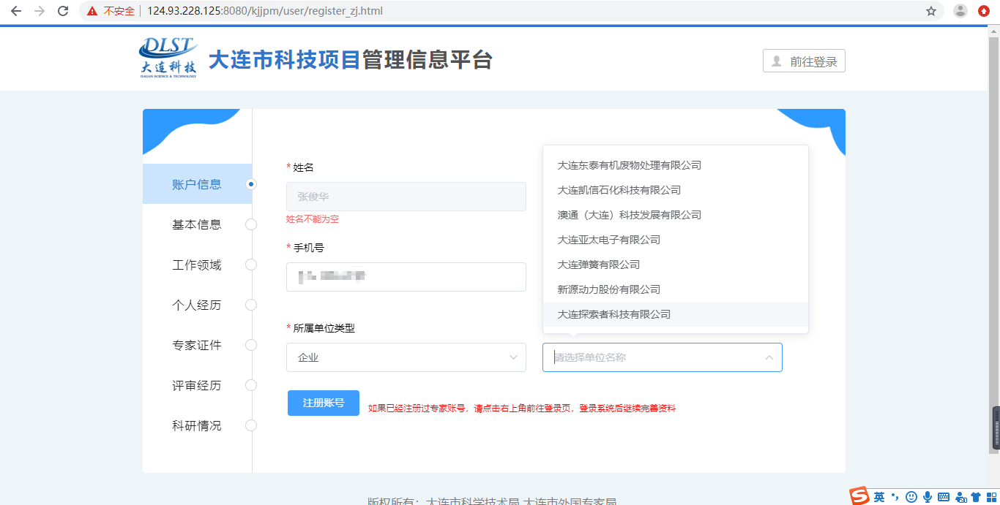 不安全 124.93.228.125:8080/kjjpm/user/register_zj.html
DLST
大连科技
DALIAN SCIENCE & TECHNOLOGY
大连市科技项目管理信息平台
前往登录
账户信息
基本信息
工作领域
个人经历
专家证件
评审经历
科研情况
* 姓名
张俊华
姓名不能为空
* 手机号
* 所属单位类型
企业
大连东泰有机废物处理有限公司
大连凯信石化科技有限公司
澳通（大连）科技发展有限公司
大连亚太电子有限公司
大连弹簧有限公司
新源动力股份有限公司
大连探索者科技有限公司
请选择单位名称
注册账号
如果已经注册过专家账号，请点击右上角前往登录页，登录系统后继续完善资料
版权所有：大连市科学技术局 大连市外国专家局
英